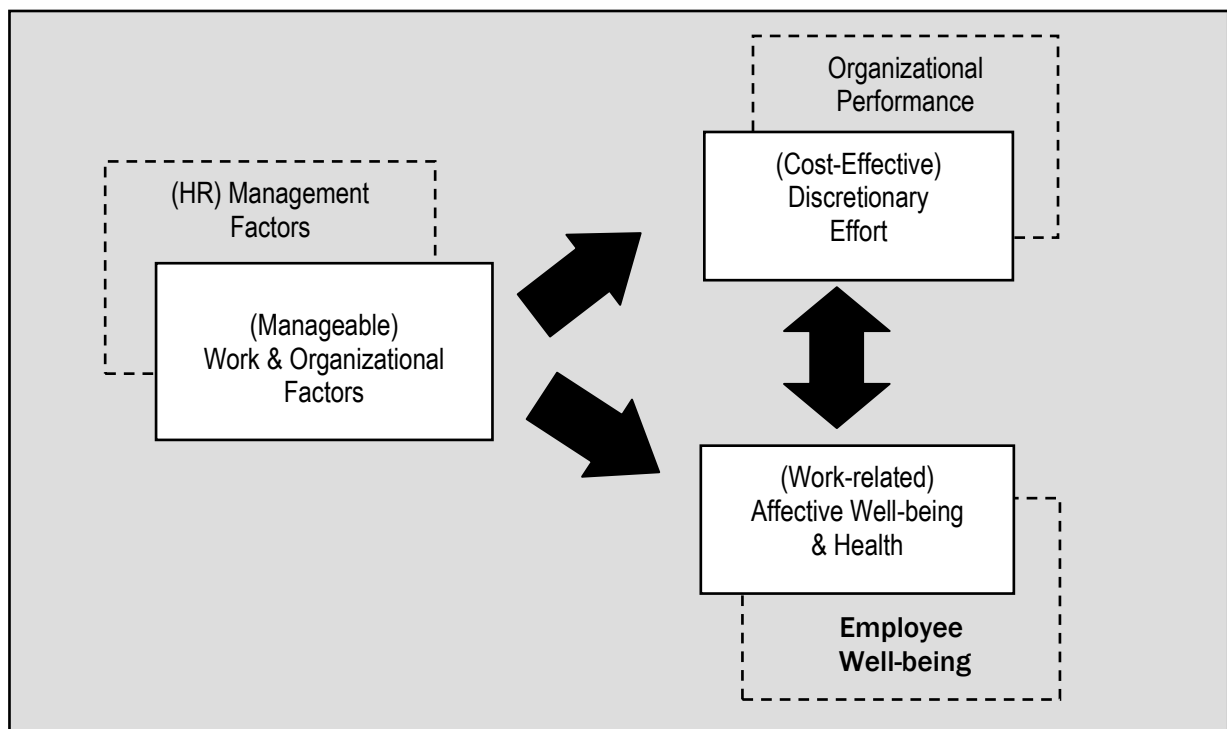 Organizational
Performance
(Cost-Effective)
Discretionary
Effort
(HR) Management
Factors
(Manageable)
Work & Organizational
Factors
(Work-related)
Affective Well-being
& Health
Employee
Well-being